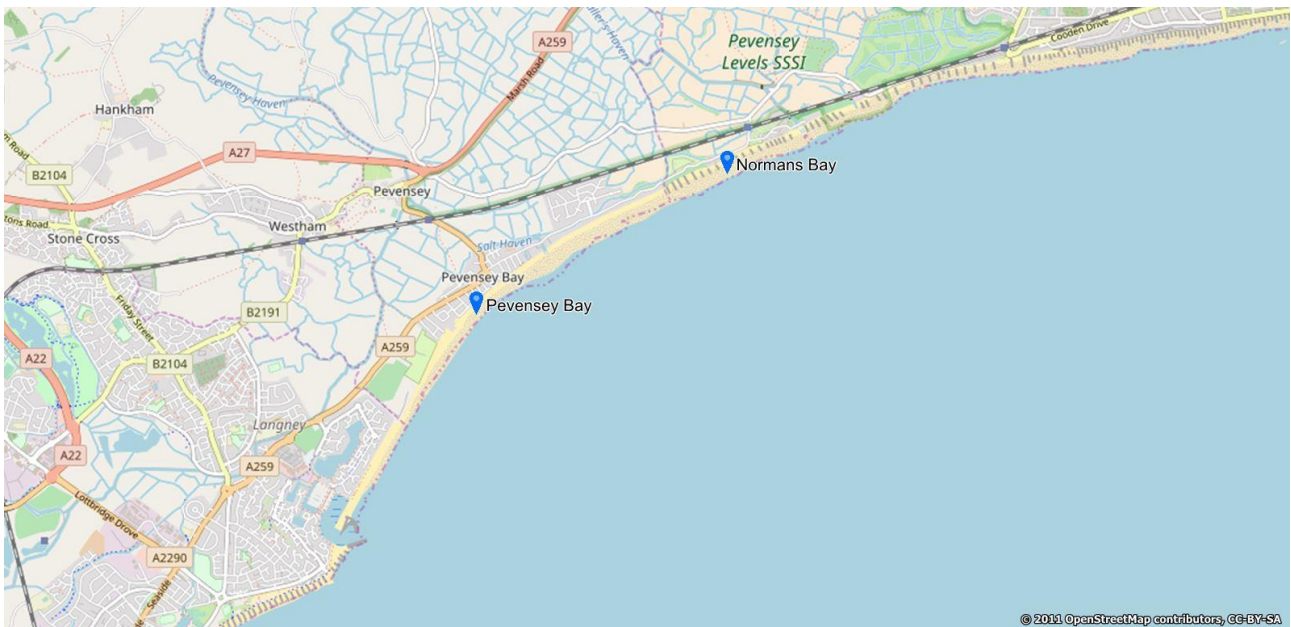 A259
Marsh Road
Pevensey
Levels SSSI
Cooden Drive
Pevensey Haven
Hankham
A27
B2104
Normans Bay
Pevensey
Westham
Stone Cross
Salt Haven
Pevensey Bay
Pevensey Bay
Friday Street
B2191
A259
A22
B2104
Langney
A22
A259
Lottbridge Drove
A2290
Seaside
© 2011 OpenStreetMap contributors, CC-BY-SA